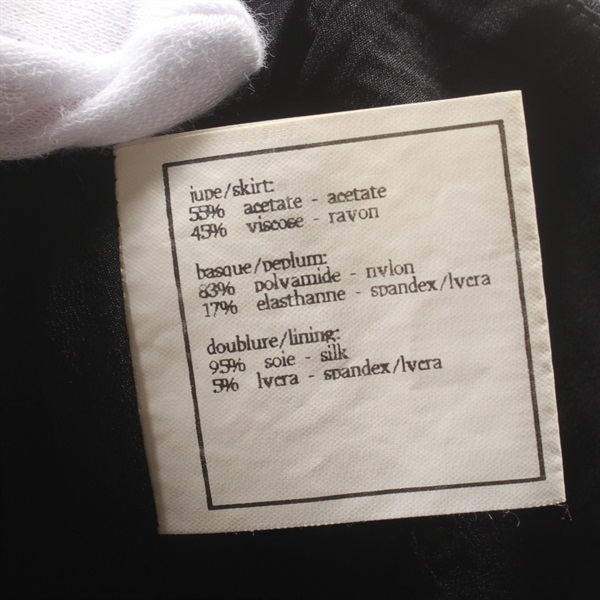 jupe/skirt:
55% acetate - acetate
45% viscose - rayon
basque/peplum:
83% polyamide - nylon
17% elasthanne - spandex/lycra
doublure/lining:
95% soie - silk
5% lycra - spandex/lycra